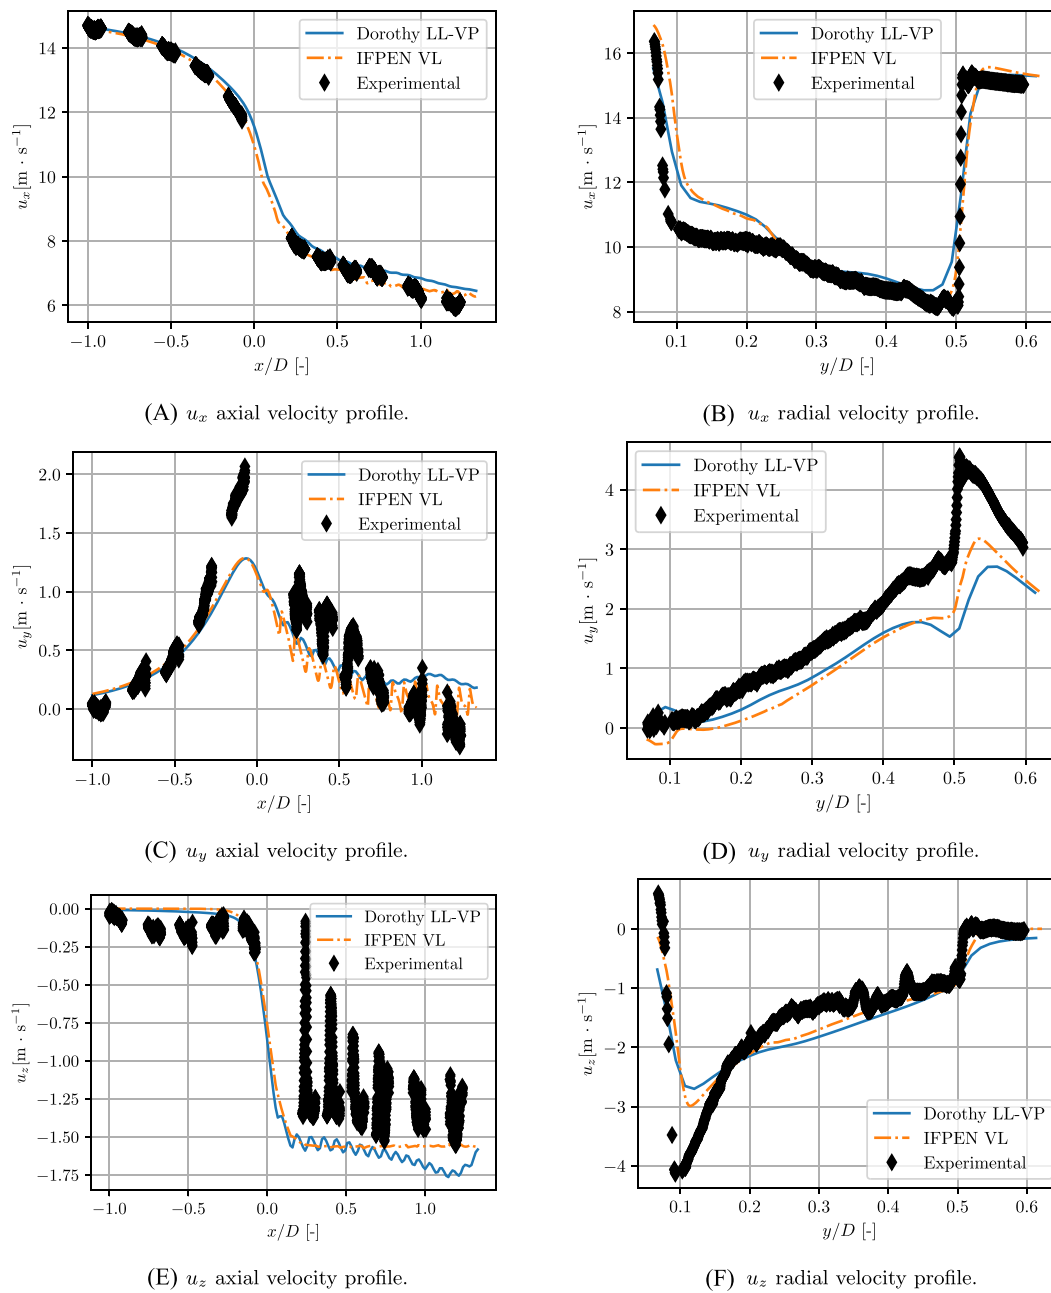 14
12
10
8
6
u_x[m · s⁻¹]
Dorothy LL-VP
IFPEN VL
Experimental
−1.0
−0.5
0.0
0.5
1.0
x/D [-]
(A) u_x axial velocity profile.
16
14
12
10
8
u_x[m · s⁻¹]
Dorothy LL-VP
IFPEN VL
Experimental
0.1
0.2
0.3
0.4
0.5
0.6
y/D [-]
(B) u_x radial velocity profile.
2.0
1.5
1.0
0.5
0.0
u_y[m · s⁻¹]
Dorothy LL-VP
IFPEN VL
Experimental
−1.0
−0.5
0.0
0.5
1.0
x/D [-]
(C) u_y axial velocity profile.
4
3
2
1
0
u_y[m · s⁻¹]
Dorothy LL-VP
IFPEN VL
Experimental
0.1
0.2
0.3
0.4
0.5
0.6
y/D [-]
(D) u_y radial velocity profile.
0.00
−0.25
−0.50
−0.75
−1.00
−1.25
−1.50
−1.75
u_z[m · s⁻¹]
Dorothy LL-VP
IFPEN VL
Experimental
−1.0
−0.5
0.0
0.5
1.0
x/D [-]
(E) u_z axial velocity profile.
0
−1
−2
−3
−4
u_z[m · s⁻¹]
Dorothy LL-VP
IFPEN VL
Experimental
0.1
0.2
0.3
0.4
0.5
0.6
y/D [-]
(F) u_z radial velocity profile.